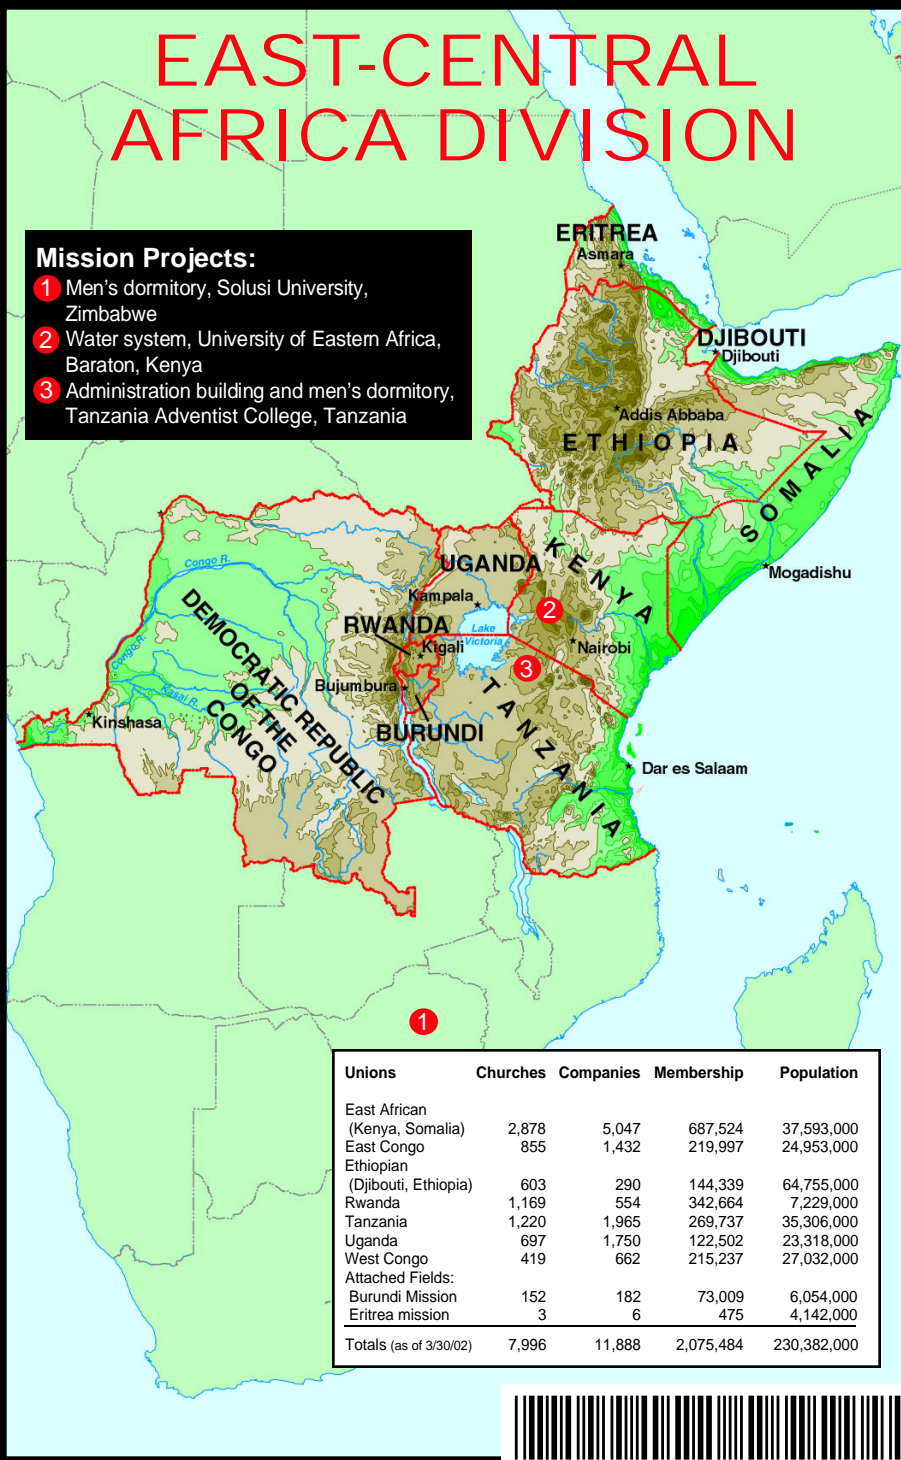 EAST-CENTRAL
AFRICA DIVISION
Mission Projects:
1 Men's dormitory, Solusi University,
Zimbabwe
2 Water system, University of Eastern Africa,
Baraton, Kenya
3 Administration building and men's dormitory,
Tanzania Adventist College, Tanzania
ERITREA
Asmara
DJIBOUTI
Djibouti
Addis Abbaba
ETHIOPIA
SOMALIA
Mogadishu
KENYA
UGANDA
Kampala
2
Nairobi
Lake
Victoria
RWANDA
Kigali
3
Bujumbura
BURUNDI
TANZANIA
Dar es Salaam
Congo R.
Congo R.
Kasai R.
DEMOCRATIC REPUBLIC
OF THE
CONGO
Kinshasa
1
Unions Churches Companies Membership Population
East African
(Kenya, Somalia) 2,878 5,047 687,524 37,593,000
East Congo 855 1,432 219,997 24,953,000
Ethiopian
(Djibouti, Ethiopia) 603 290 144,339 64,755,000
Rwanda 1,169 554 342,664 7,229,000
Tanzania 1,220 1,965 269,737 35,306,000
Uganda 697 1,750 122,502 23,318,000
West Congo 419 662 215,237 27,032,000
Attached Fields:
Burundi Mission 152 182 73,009 6,054,000
Eritrea mission 3 6 475 4,142,000
Totals (as of 3/30/02) 7,996 11,888 2,075,484 230,382,000